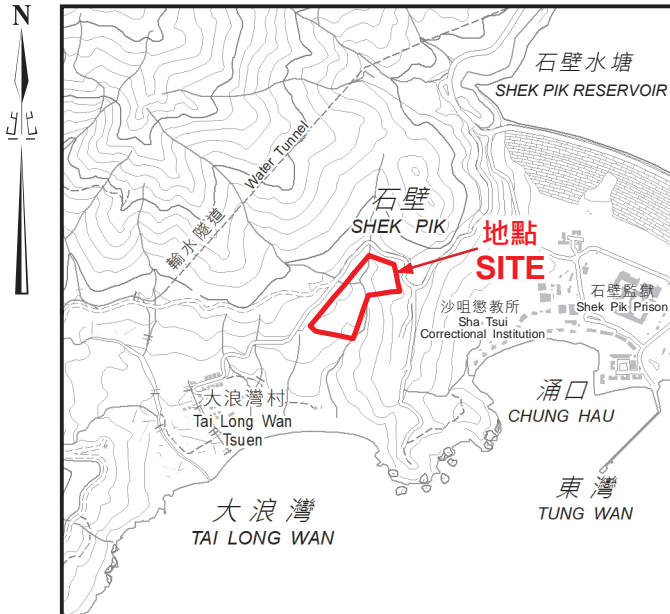 N
石壁水塘
SHEK PIK RESERVOIR
Water Tunnel
輸水隧道
石壁
SHEK PIK
地點
SITE
石壁監獄
Shek Pik Prison
沙咀懲教所
Sha Tsui
Correctional Institution
大浪灣村
Tai Long Wan
Tsuen
涌口
CHUNG HAU
東灣
TUNG WAN
大浪灣
TAI LONG WAN